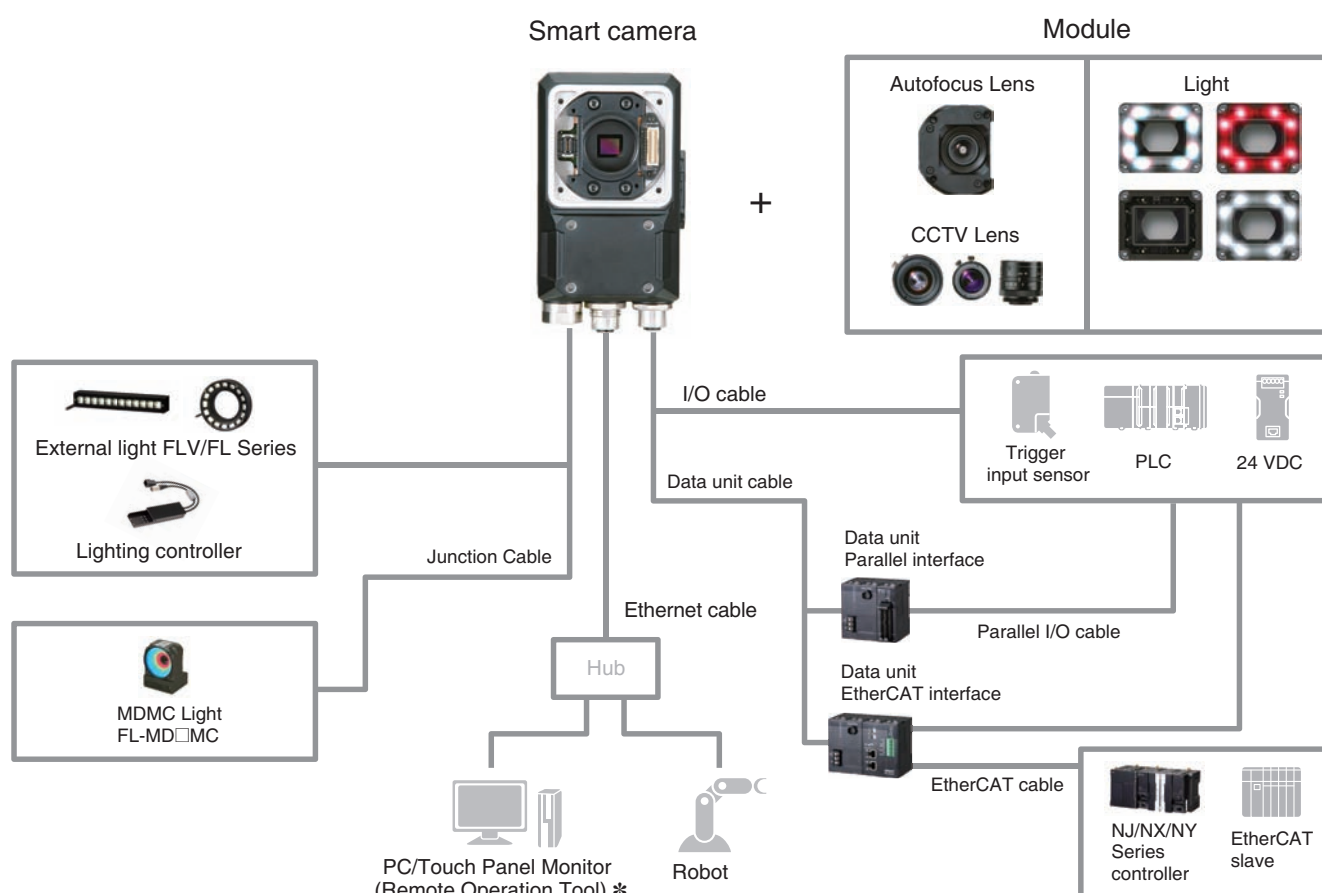 Smart camera
Module
Autofocus Lens
Light
CCTV Lens
I/O cable
Trigger
input sensor
PLC
24 VDC
External light FLV/FL Series
Lighting controller
Data unit cable
Junction Cable
Data unit
Parallel interface
Ethernet cable
Parallel I/O cable
Hub
Data unit
EtherCAT interface
MDMC Light
FL-MD□MC
EtherCAT cable
NJ/NX/NY
Series
controller
EtherCAT
slave
PC/Touch Panel Monitor
(Remote Operation Tool) *
Robot